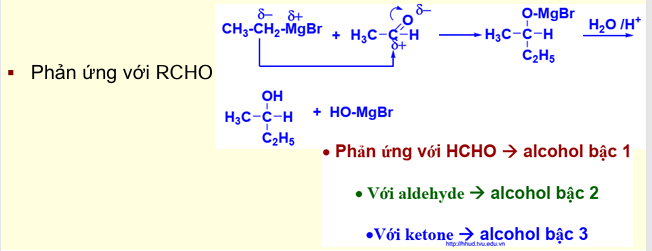 δ– δ+ δ–
CH₃-CH₂-MgBr + H₃C–C–H O δ+
O-MgBr
H₃C–C–H
C₂H₅
H₂O /H⁺
▪ Phản ứng với RCHO
OH
H₃C–C–H + HO-MgBr
C₂H₅
• Phản ứng với HCHO → alcohol bậc 1
• Với aldehyde → alcohol bậc 2
•Với ketone → alcohol bậc 3
http://hhud.tvu.edu.vn